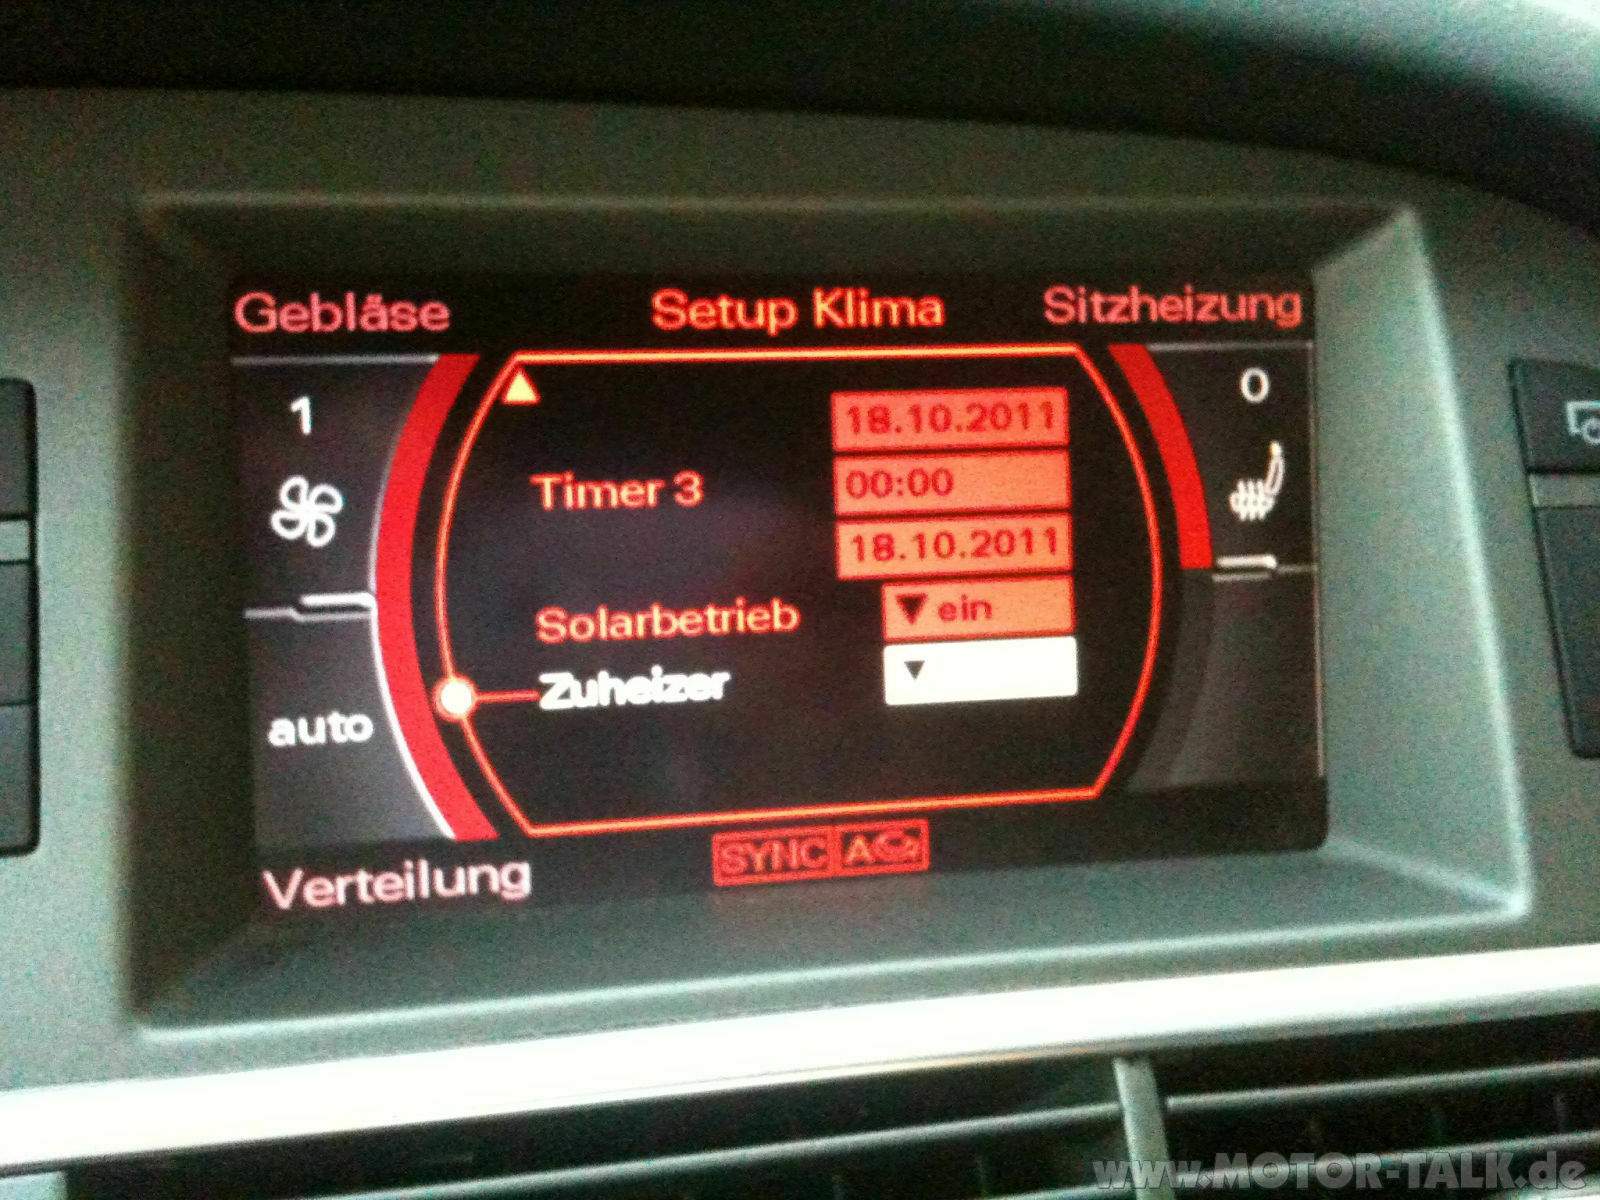 Gebläse Setup Klima Sitzheizung
1 0
18.10.2011
Timer 3 00:00
18.10.2011
Solarbetrieb ein
Zuheizer
auto
SYNC A
Verteilung
www.MOTOR-TALK.de